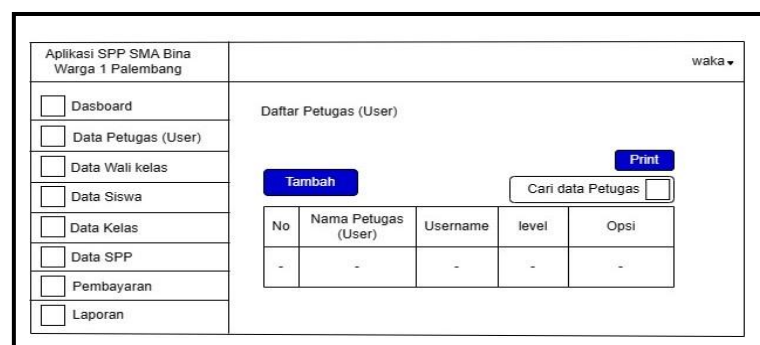 Aplikasi SPP SMA Bina
Warga 1 Palembang
waka
Dasboard
Data Petugas (User)
Data Wali kelas
Data Siswa
Data Kelas
Data SPP
Pembayaran
Laporan
Daftar Petugas (User)
Print
Tambah
Cari data Petugas
No
Nama Petugas
(User)
Username
level
Opsi
- - - - -